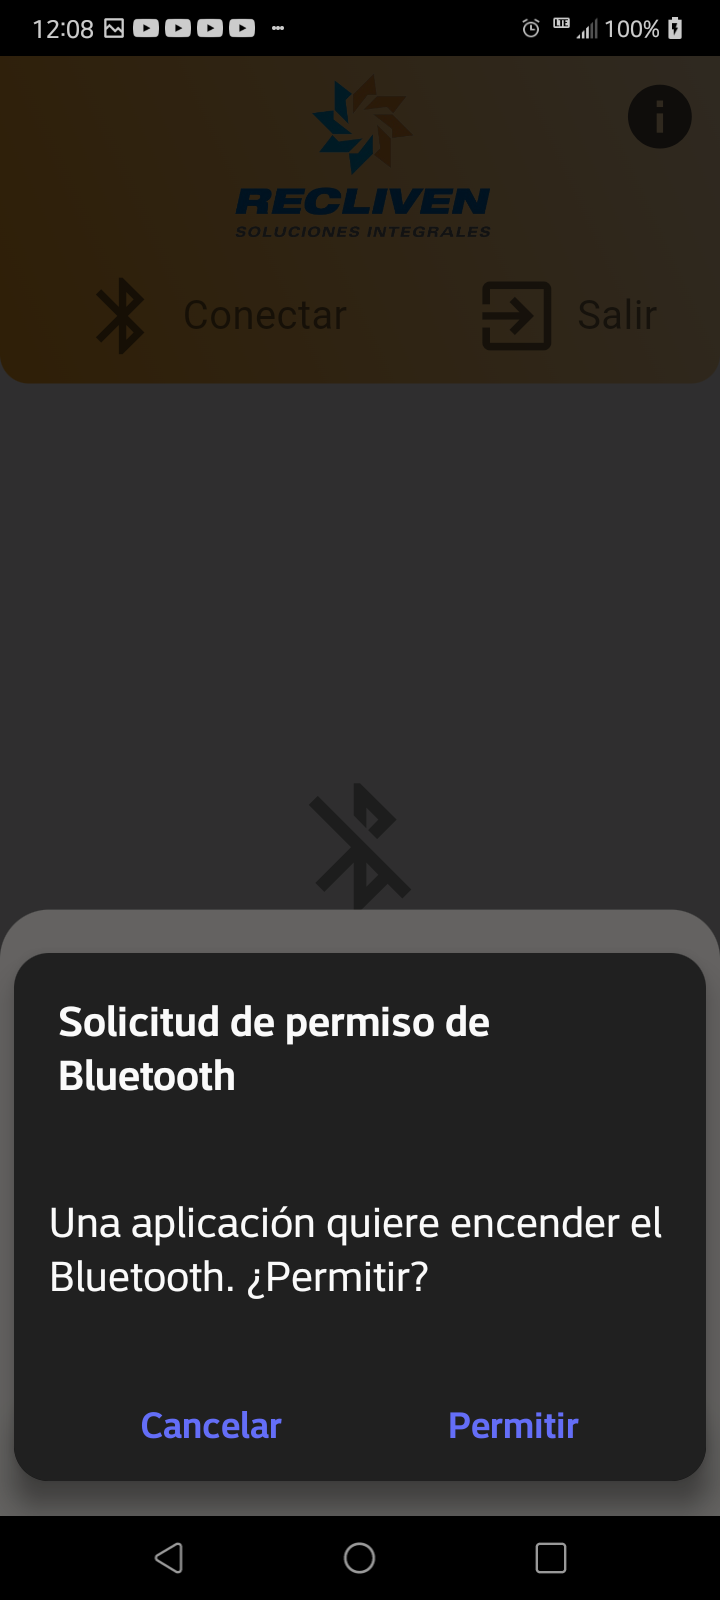 12:08
LTE
100%
RECLIVEN
SOLUCIONES INTEGRALES
Conectar
Salir
Solicitud de permiso de
Bluetooth
Una aplicación quiere encender el
Bluetooth. ¿Permitir?
Cancelar
Permitir